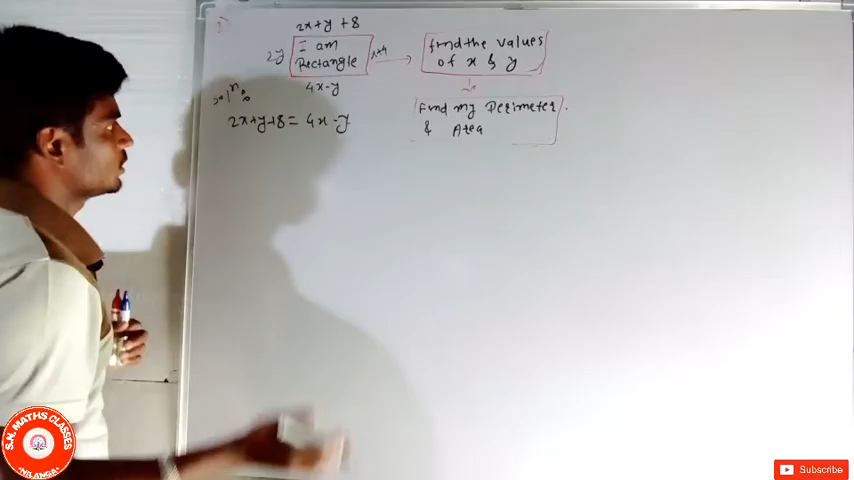 2x+y+8
2y
I am
Rectangle
x+4
4x-y
find the values
of x & y
Find my Perimeter
& Area
2x+y+8 = 4x-y
S.N. MATHS CLASSES
NILANGA
Subscribe